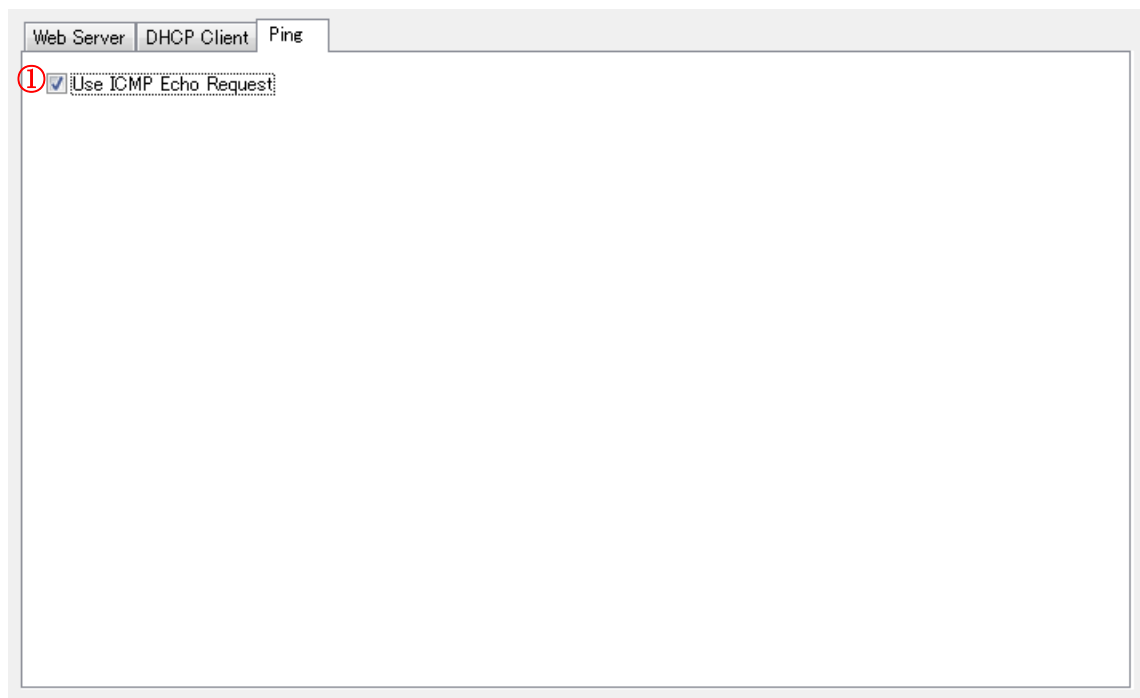 Web Server DHCP Client Ping
① Use ICMP Echo Request